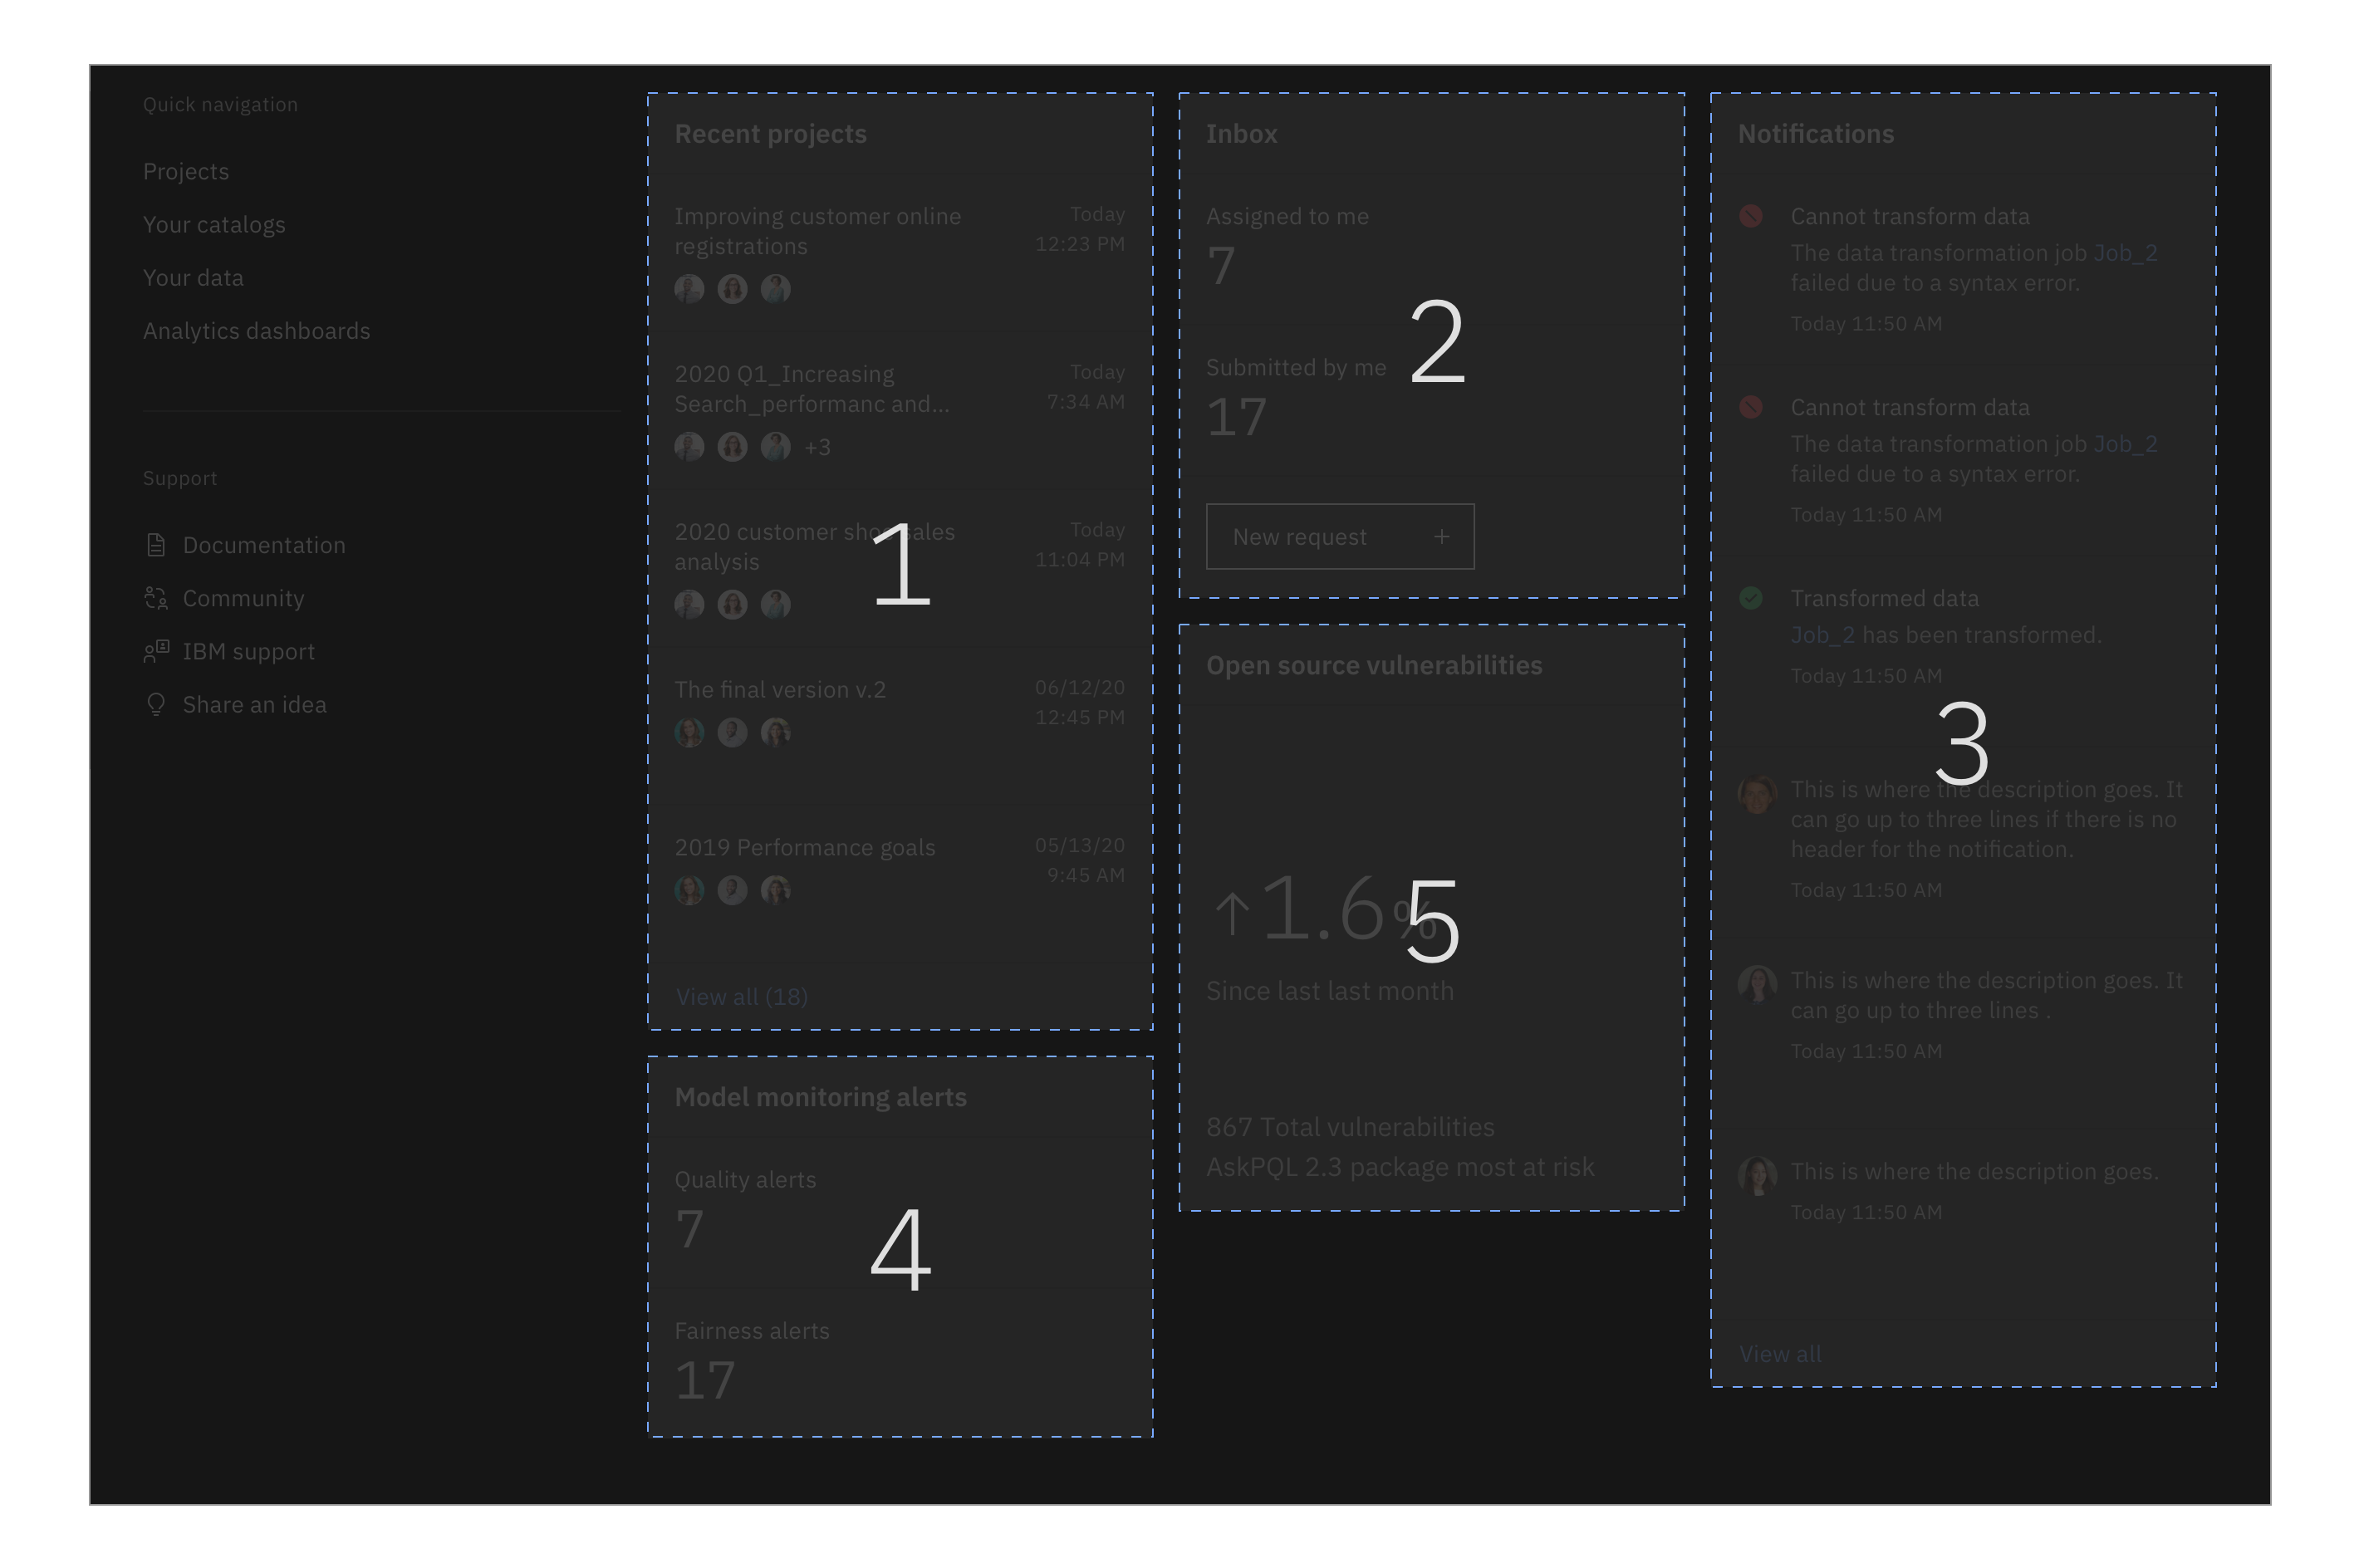 Quick navigation
Projects
Your catalogs
Your data
Analytics dashboards
Support
Documentation
Community
IBM support
Share an idea
Recent projects
Improving customer online
registrations
Today
12:23 PM
2020 Q1_Increasing
Search_performanc and...
Today
7:34 AM
+3
2020 customer shoe sales
analysis
Today
11:04 PM
1
The final version v.2
06/12/20
12:45 PM
2019 Performance goals
05/13/20
9:45 AM
View all (18)
Inbox
Assigned to me
7
2
Submitted by me
17
New request +
Notifications
Cannot transform data
The data transformation job Job_2
failed due to a syntax error.
Today 11:50 AM
Cannot transform data
The data transformation job Job_2
failed due to a syntax error.
Today 11:50 AM
Transformed data
Job_2 has been transformed.
Today 11:50 AM
3
This is where the description goes. It
can go up to three lines if there is no
header for the notification.
Today 11:50 AM
This is where the description goes. It
can go up to three lines .
Today 11:50 AM
This is where the description goes.
Today 11:50 AM
View all
Model monitoring alerts
Quality alerts
7
4
Fairness alerts
17
Open source vulnerabilities
↑1.6%
5
Since last last month
867 Total vulnerabilities
AskPQL 2.3 package most at risk